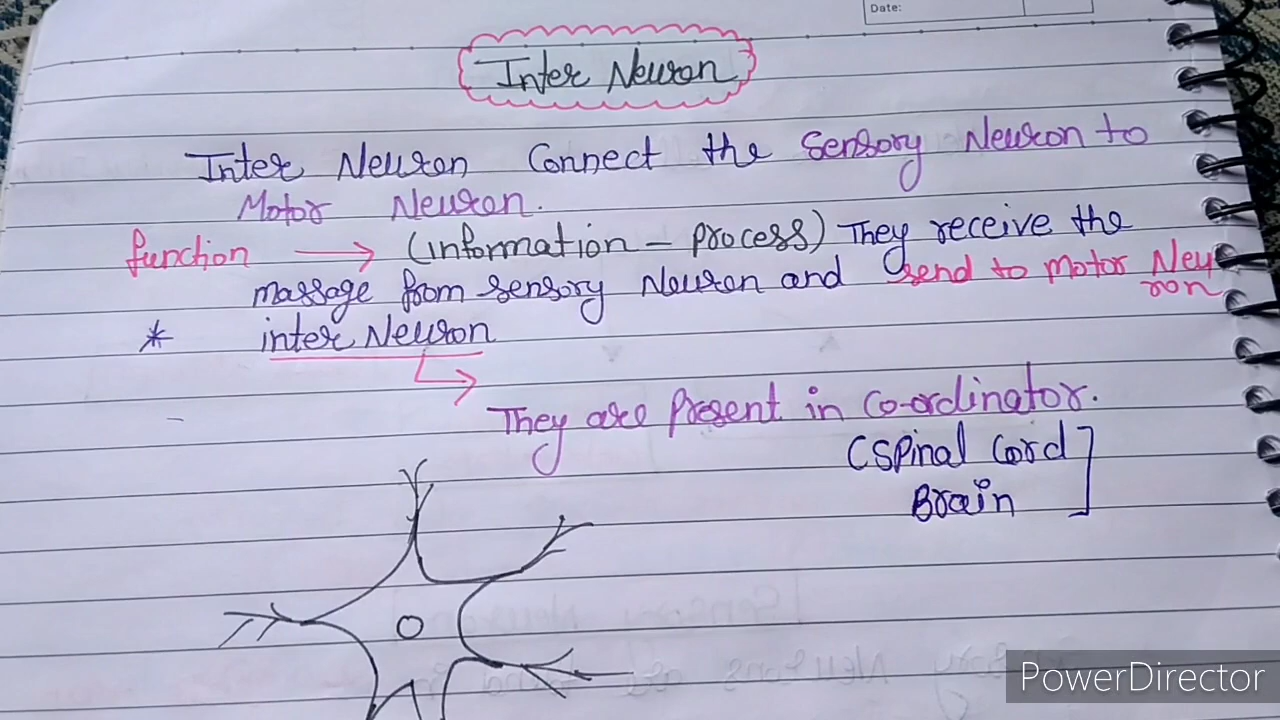 Date:
Inter Neuron
Inter Neuron Connect the Sensory Neuron to
Motor Neuron.
function → (information - process) They receive the
massage from sensory Neuron and send to motor Ney
ron
* inter Neuron
They are Present in Co-ordinator.
(Spinal Cord]
Brain
PowerDirector